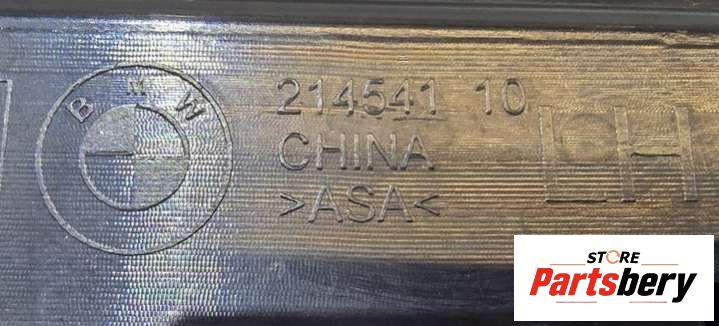 BMW
214541 10
CHINA
>ASA<
LH
STORE
Partsbery